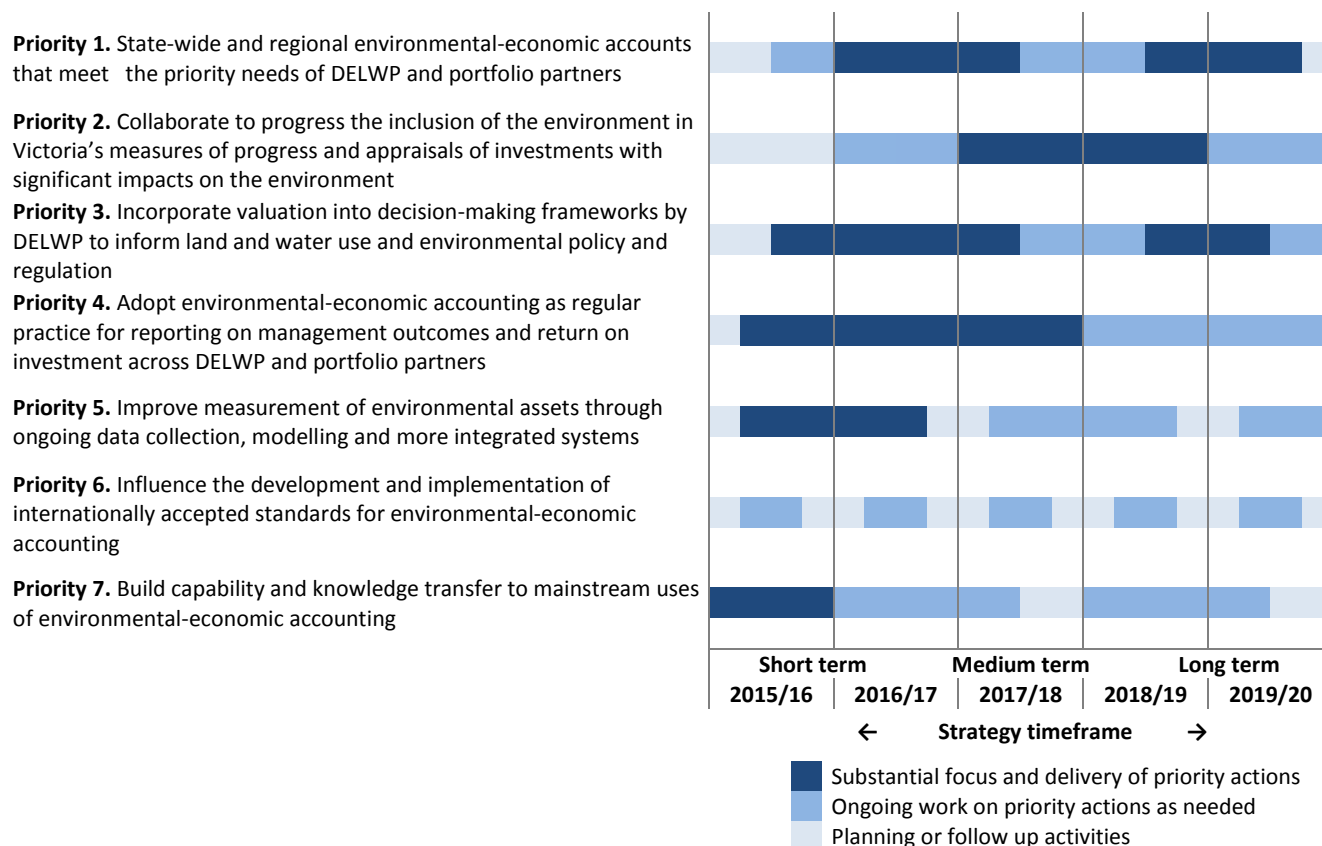 Priority 1. State-wide and regional environmental-economic accounts
that meet the priority needs of DELWP and portfolio partners
Priority 2. Collaborate to progress the inclusion of the environment in
Victoria's measures of progress and appraisals of investments with
significant impacts on the environment
Priority 3. Incorporate valuation into decision-making frameworks by
DELWP to inform land and water use and environmental policy and
regulation
Priority 4. Adopt environmental-economic accounting as regular
practice for reporting on management outcomes and return on
investment across DELWP and portfolio partners
Priority 5. Improve measurement of environmental assets through
ongoing data collection, modelling and more integrated systems
Priority 6. Influence the development and implementation of
internationally accepted standards for environmental-economic
accounting
Priority 7. Build capability and knowledge transfer to mainstream uses
of environmental-economic accounting
Short term Medium term Long term
2015/16 2016/17 2017/18 2018/19 2019/20
← Strategy timeframe →
Substantial focus and delivery of priority actions
Ongoing work on priority actions as needed
Planning or follow up activities